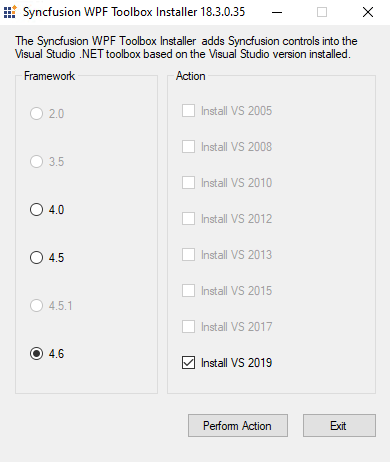 Syncfusion WPF Toolbox Installer 18.3.0.35
The Syncfusion WPF Toolbox Installer adds Syncfusion controls into the
Visual Studio .NET toolbox based on the Visual Studio version installed.
Framework
2.0
3.5
4.0
4.5
4.5.1
4.6
Action
Install VS 2005
Install VS 2008
Install VS 2010
Install VS 2012
Install VS 2013
Install VS 2015
Install VS 2017
Install VS 2019
Perform Action
Exit